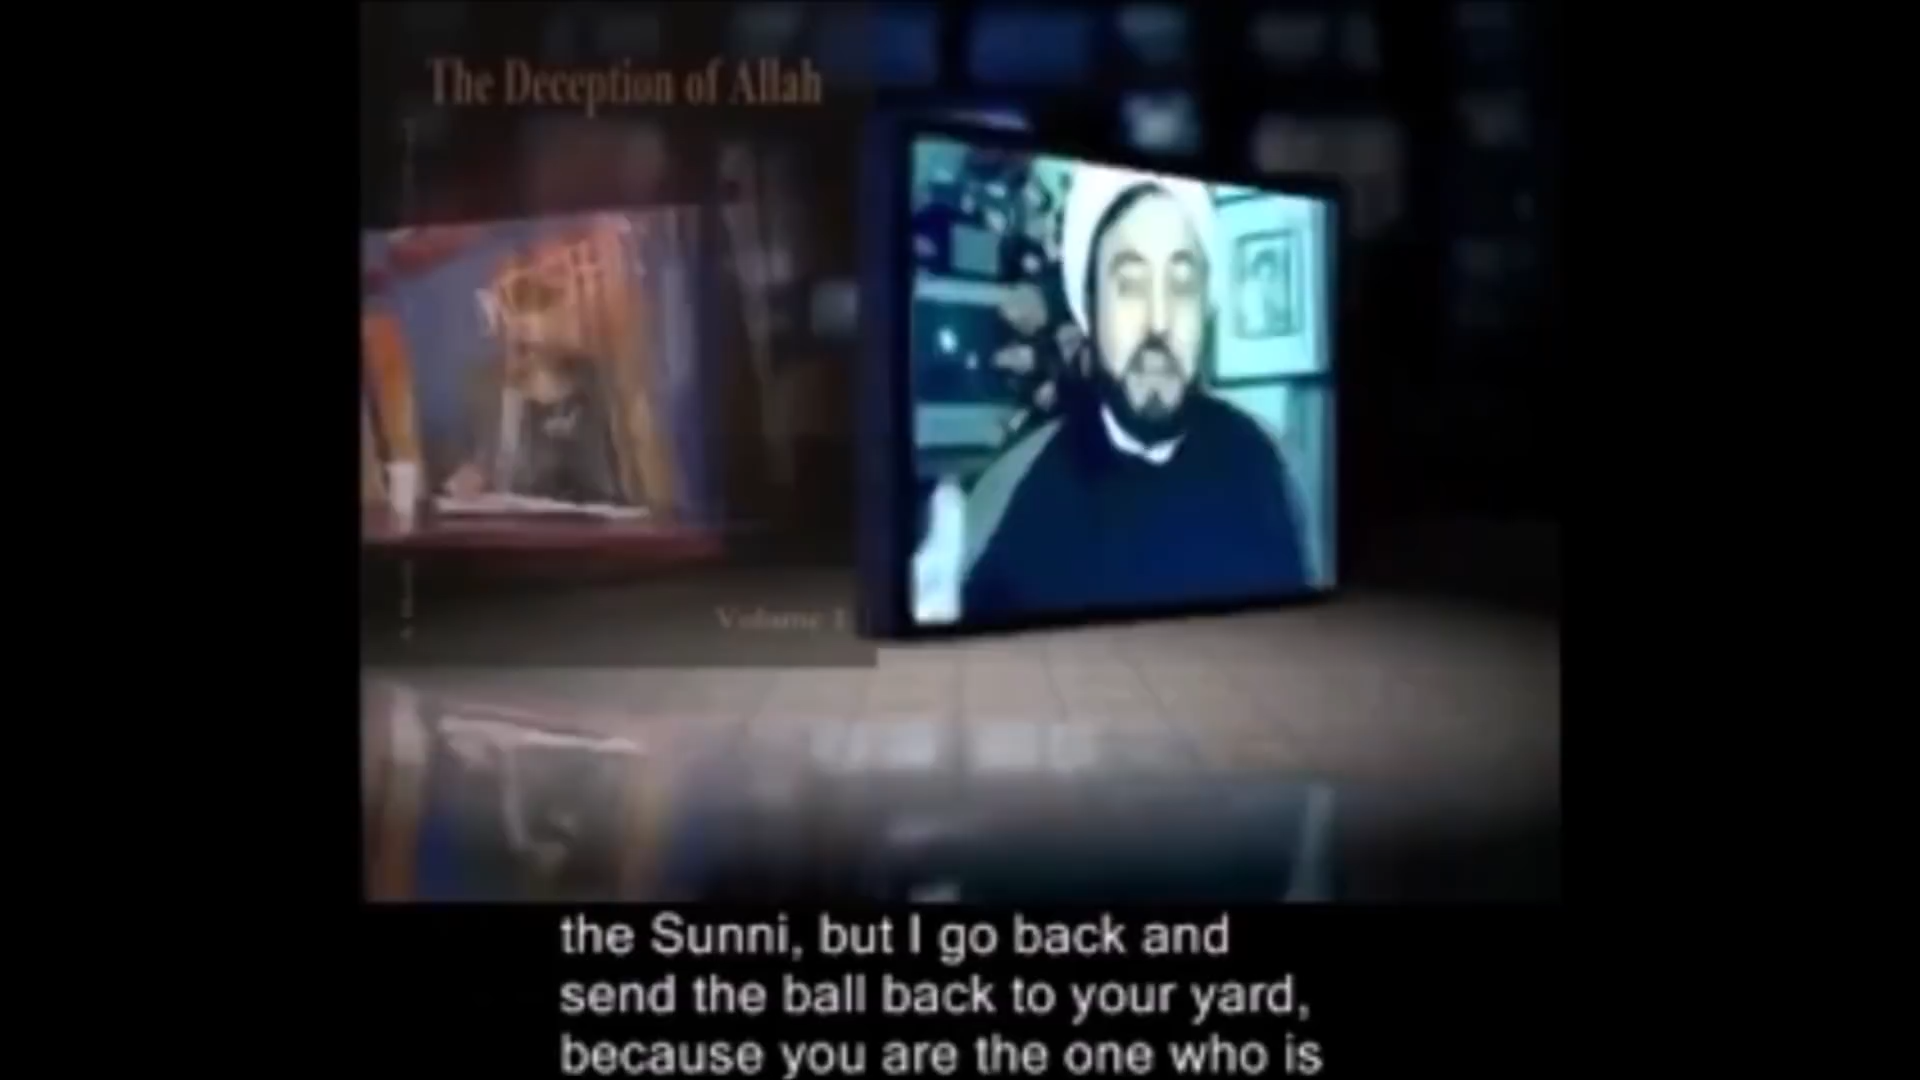 The Deception of Allah
Volume 1
the Sunni, but I go back and
send the ball back to your yard,
because you are the one who is